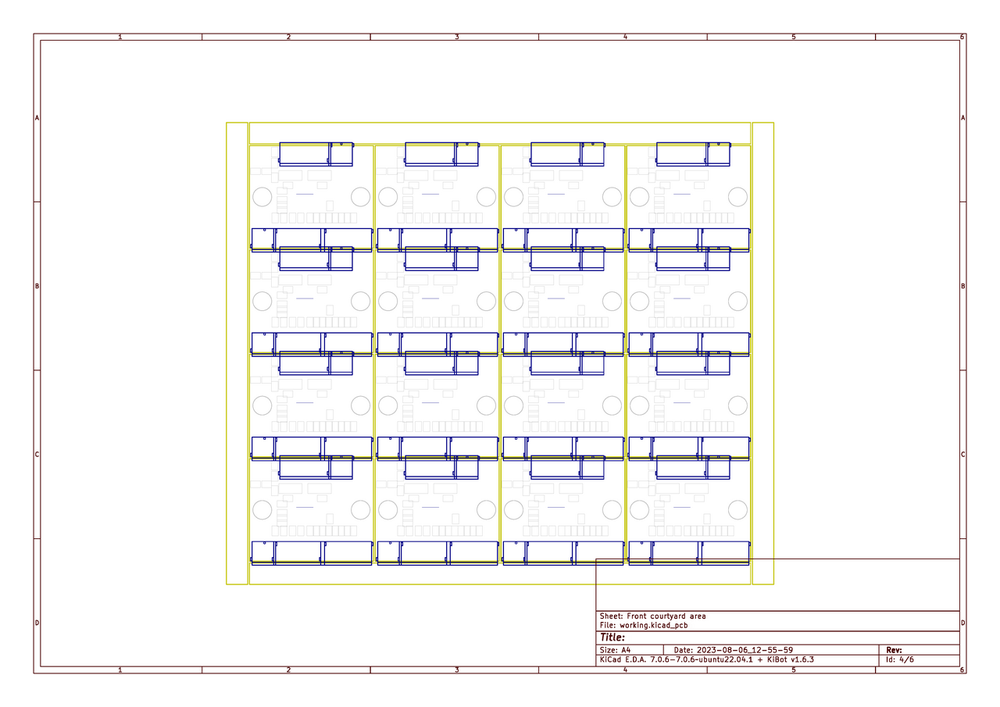 1 2 3 4 5 6
A A
B B
C C
D D
Sheet: Front courtyard area
File: working.kicad_pcb
Title:
Size: A4 Date: 2023-08-06_12-55-59 Rev:
KiCad E.D.A. 7.0.6-7.0.6~ubuntu22.04.1 + KiBot v1.6.3 Id: 4/6
1 2 3 4 5 6